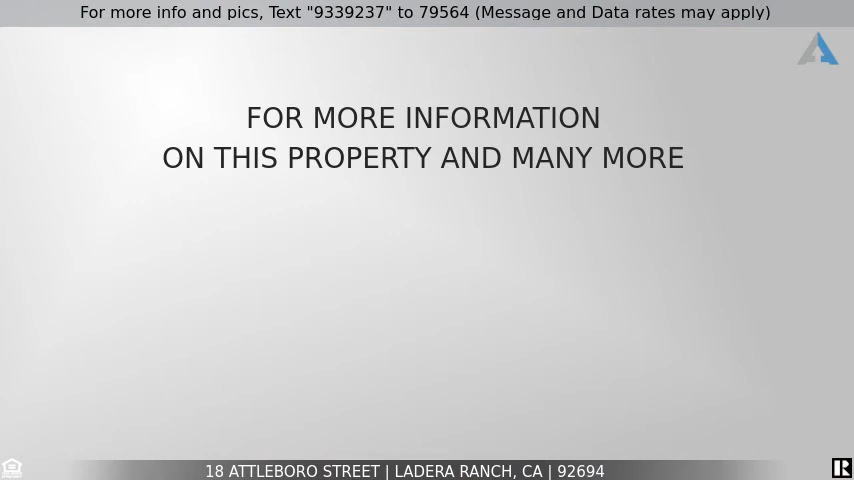 For more info and pics, Text "9339237" to 79564 (Message and Data rates may apply)
FOR MORE INFORMATION
ON THIS PROPERTY AND MANY MORE
18 ATTLEBORO STREET | LADERA RANCH, CA | 92694